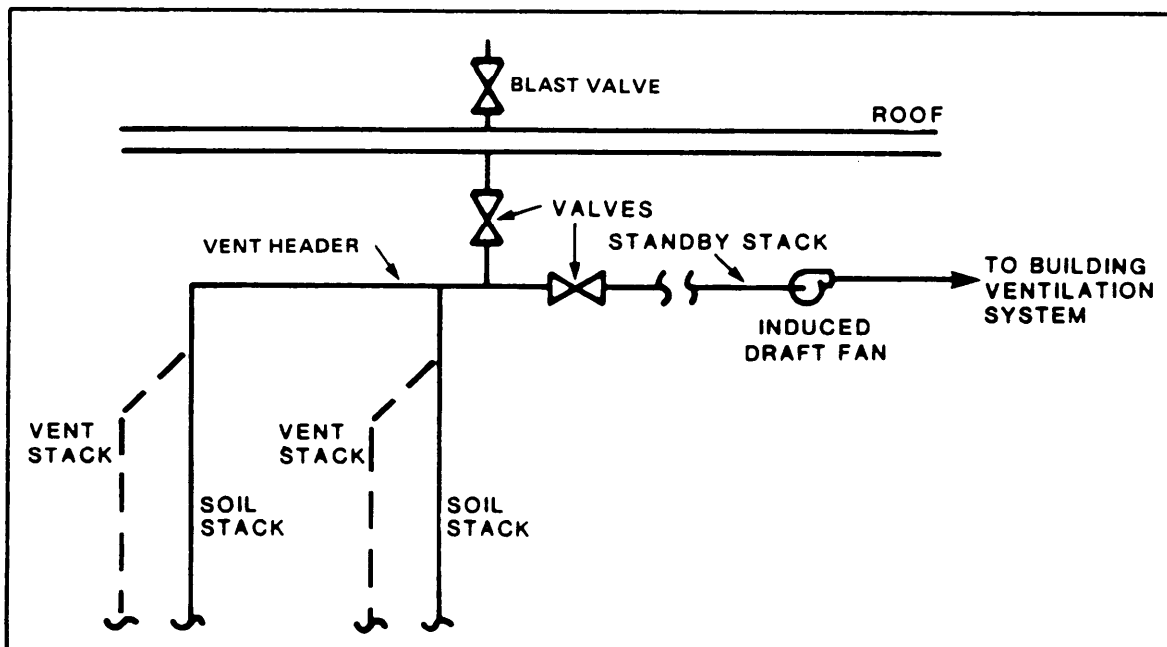 BLAST VALVE
ROOF
VALVES
VENT HEADER
STANDBY STACK
TO BUILDING
VENTILATION
SYSTEM
INDUCED
DRAFT FAN
VENT
STACK
VENT
STACK
SOIL
STACK
SOIL
STACK